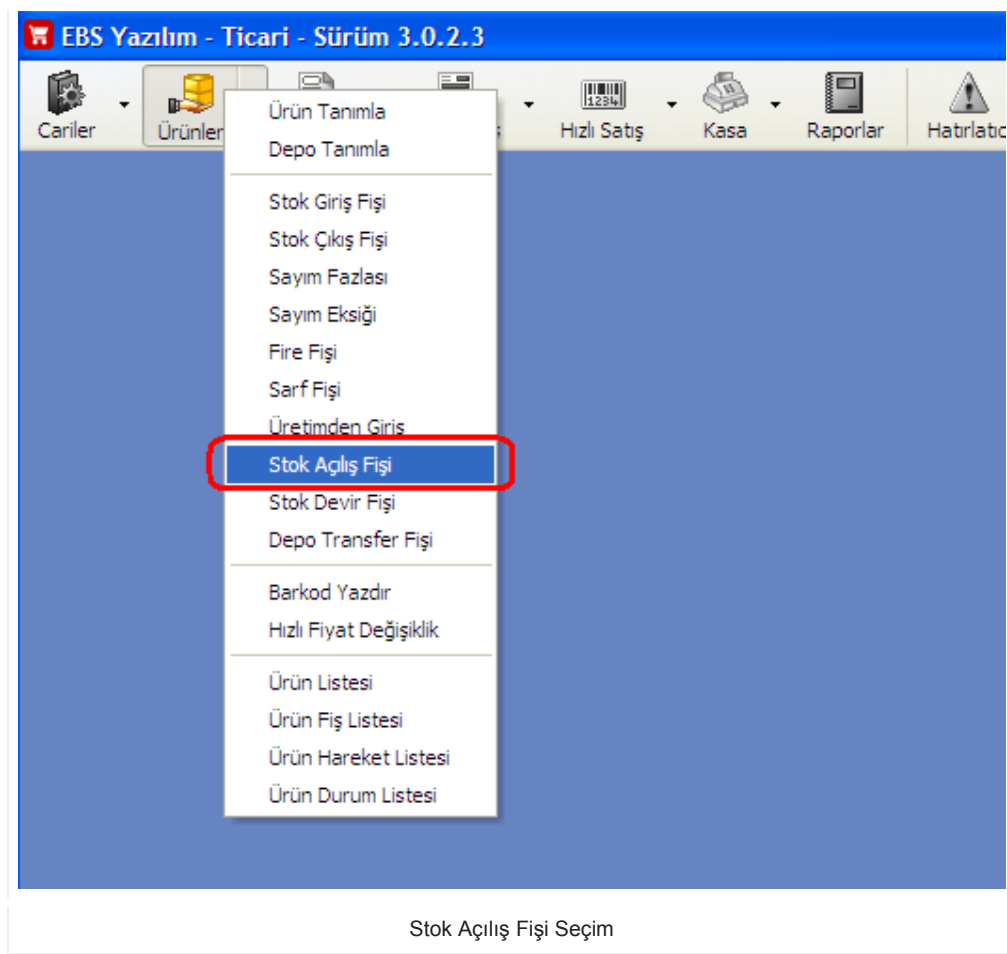 EBS Yazılım - Ticari - Sürüm 3.0.2.3
Cariler
Ürünler
Hızlı Satış
Kasa
Raporlar
Ürün Tanımla
Depo Tanımla
Stok Giriş Fişi
Stok Çıkış Fişi
Sayım Fazlası
Sayım Eksiği
Fire Fişi
Sarf Fişi
Üretimden Giriş
Stok Açılış Fişi
Stok Devir Fişi
Depo Transfer Fişi
Barkod Yazdır
Hızlı Fiyat Değişiklik
Ürün Listesi
Ürün Fiş Listesi
Ürün Hareket Listesi
Ürün Durum Listesi
Stok Açılış Fişi Seçim